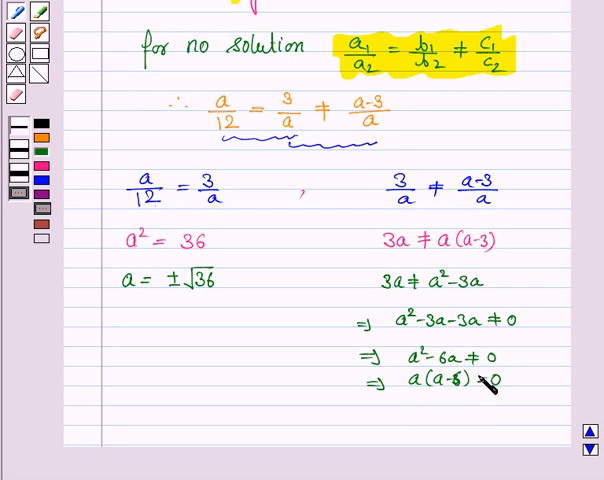 for no solution a₁/a₂ = b₁/b₂ ≠ c₁/c₂
∴ a/12 = 3/a ≠ a-3/a
a/12 = 3/a , 3/a ≠ a-3/a
a² = 36 3a ≠ a(a-3)
a = ±√36 3a ≠ a²-3a
⇒ a²-3a-3a ≠ 0
⇒ a²-6a ≠ 0
⇒ a(a-6) 0